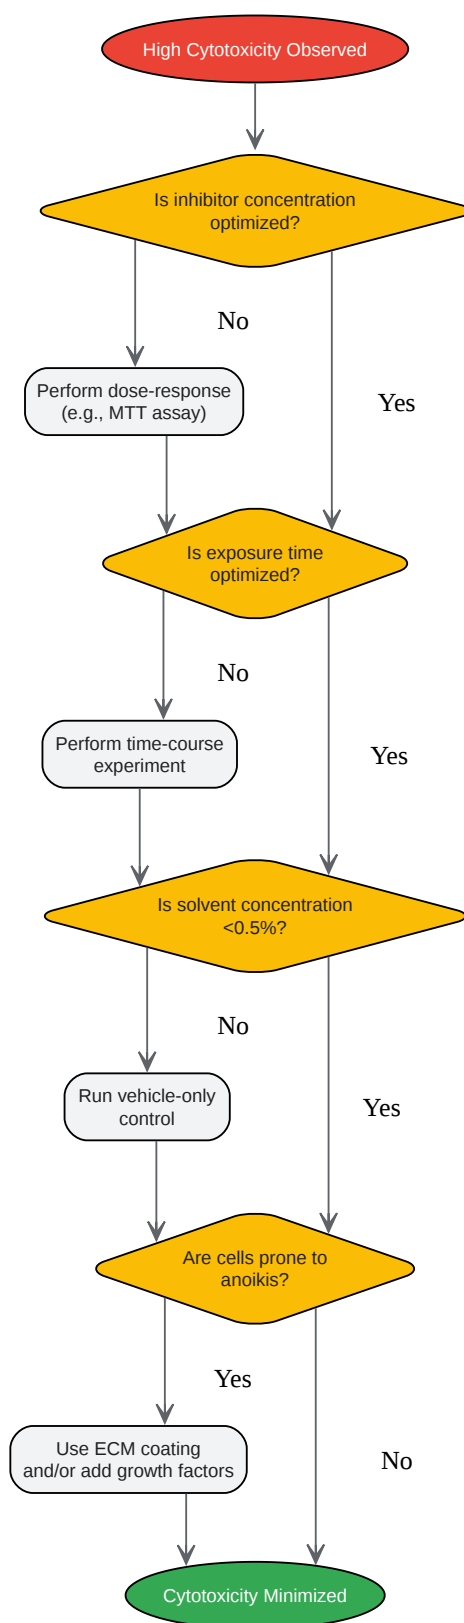 High Cytotoxicity Observed
Is inhibitor concentration
optimized?
No
Perform dose-response
(e.g., MTT assay)
Yes
Is exposure time
optimized?
No
Perform time-course
experiment
Yes
Is solvent concentration
<0.5%?
No
Run vehicle-only
control
Yes
Are cells prone to
anoikis?
Yes
Use ECM coating
and/or add growth factors
No
Cytotoxicity Minimized